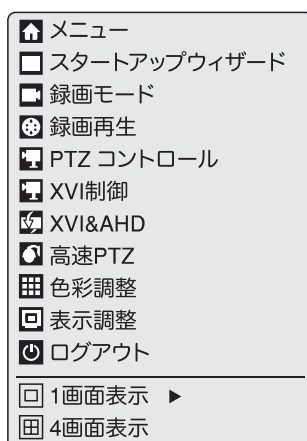 メニュー
スタートアップウィザード
録画モード
録画再生
PTZ コントロール
XVI制御
XVI&AHD
高速PTZ
色彩調整
表示調整
ログアウト
1画面表示 ▶
4画面表示